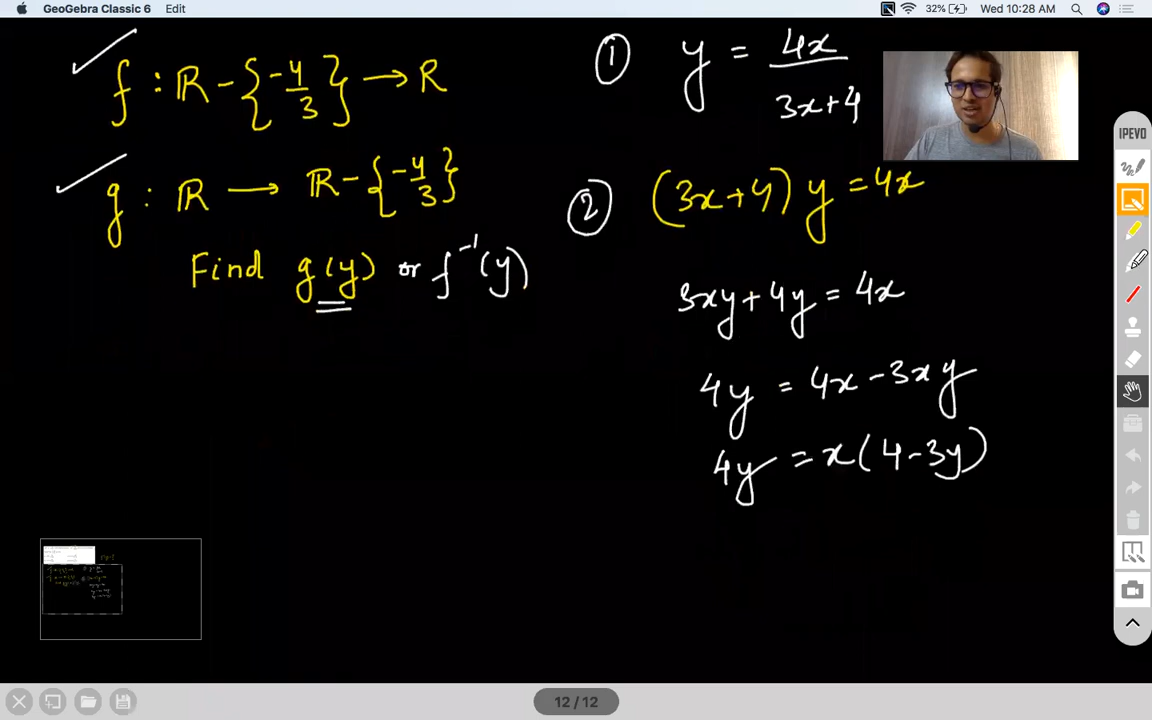 GeoGebra Classic 6 Edit
32% Wed 10:28 AM
f : R - {-4/3} → R
g : R → R - {-4/3}
Find g(y) or f⁻¹(y)
① y = 4x/(3x+4)
② (3x+4) y = 4x
3xy + 4y = 4x
4y = 4x - 3xy
4y = x(4-3y)
IPEVO
12 / 12